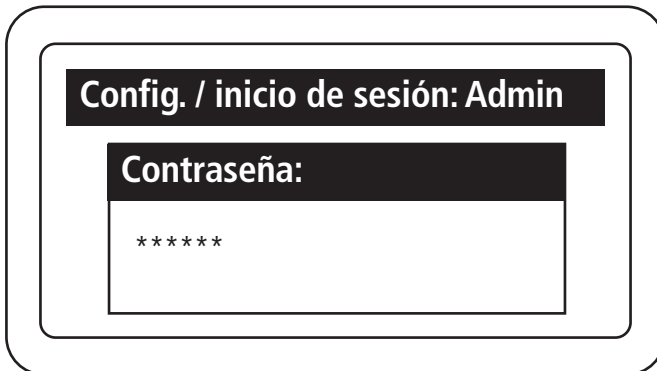 Config. / inicio de sesión: Admin
Contraseña:
******